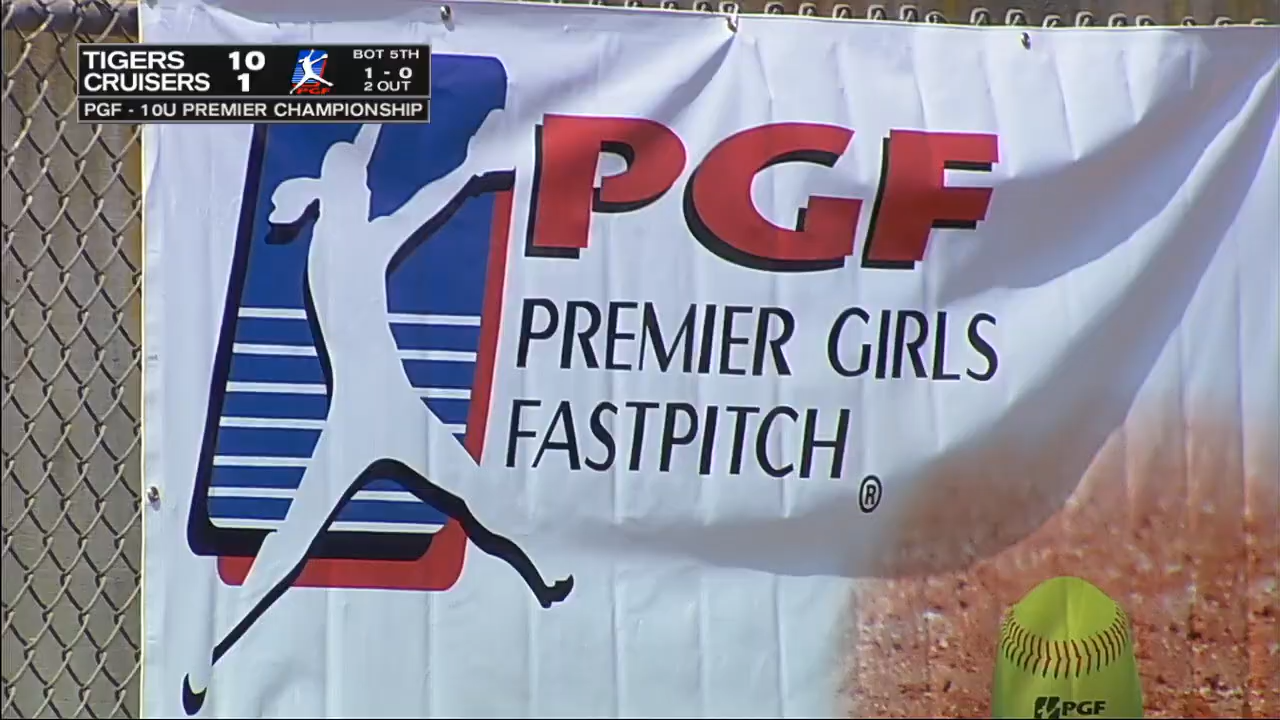 TIGERS 10
CRUISERS 1
BOT 5TH
1 - 0
2 OUT
PGF
PGF - 10U PREMIER CHAMPIONSHIP
PGF
PREMIER GIRLS
FASTPITCH
®
PGF